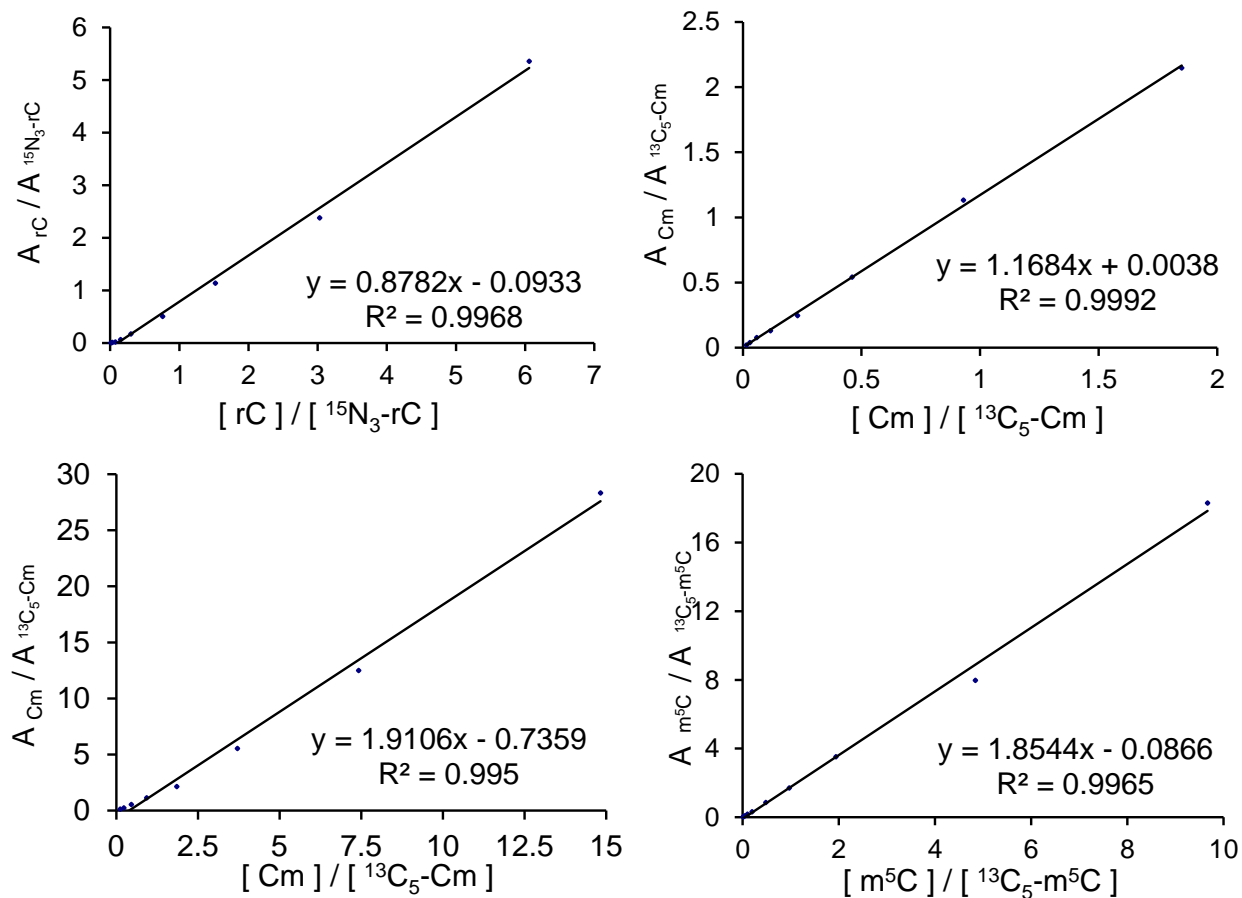 6
5
4
3
2
1
0
0 1 2 3 4 5 6 7
A rC / A ¹⁵N₃-rC
y = 0.8782x - 0.0933
R² = 0.9968
[ rC ] / [ ¹⁵N₃-rC ]
2.5
2
1.5
1
0.5
0
0 0.5 1 1.5 2
A Cm / A ¹³C₅-Cm
y = 1.1684x + 0.0038
R² = 0.9992
[ Cm ] / [ ¹³C₅-Cm ]
30
25
20
15
10
5
0
0 2.5 5 7.5 10 12.5 15
A Cm / A ¹³C₅-Cm
y = 1.9106x - 0.7359
R² = 0.995
[ Cm ] / [ ¹³C₅-Cm ]
20
16
12
8
4
0
0 2 4 6 8 10
A m⁵C / A ¹³C₅-m⁵C
y = 1.8544x - 0.0866
R² = 0.9965
[ m⁵C ] / [ ¹³C₅-m⁵C ]